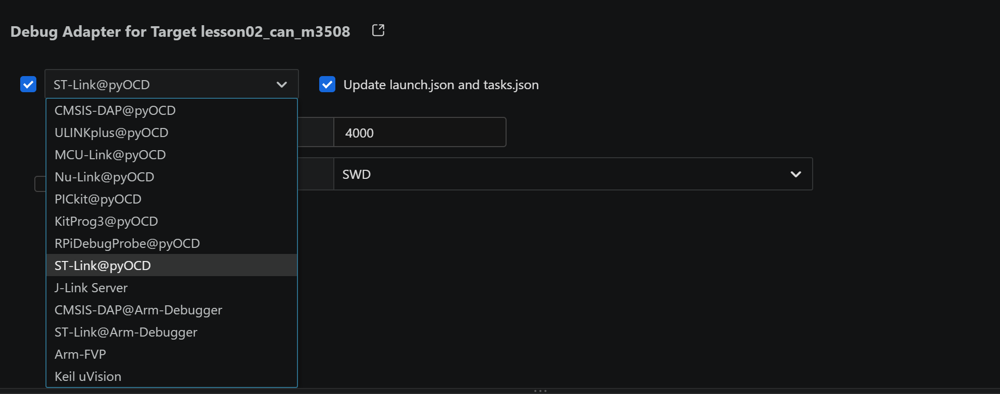 Debug Adapter for Target lesson02_can_m3508
ST-Link@pyOCD
Update launch.json and tasks.json
CMSIS-DAP@pyOCD
ULINKplus@pyOCD
4000
MCU-Link@pyOCD
Nu-Link@pyOCD
SWD
PICkit@pyOCD
KitProg3@pyOCD
RPiDebugProbe@pyOCD
ST-Link@pyOCD
J-Link Server
CMSIS-DAP@Arm-Debugger
ST-Link@Arm-Debugger
Arm-FVP
Keil uVision